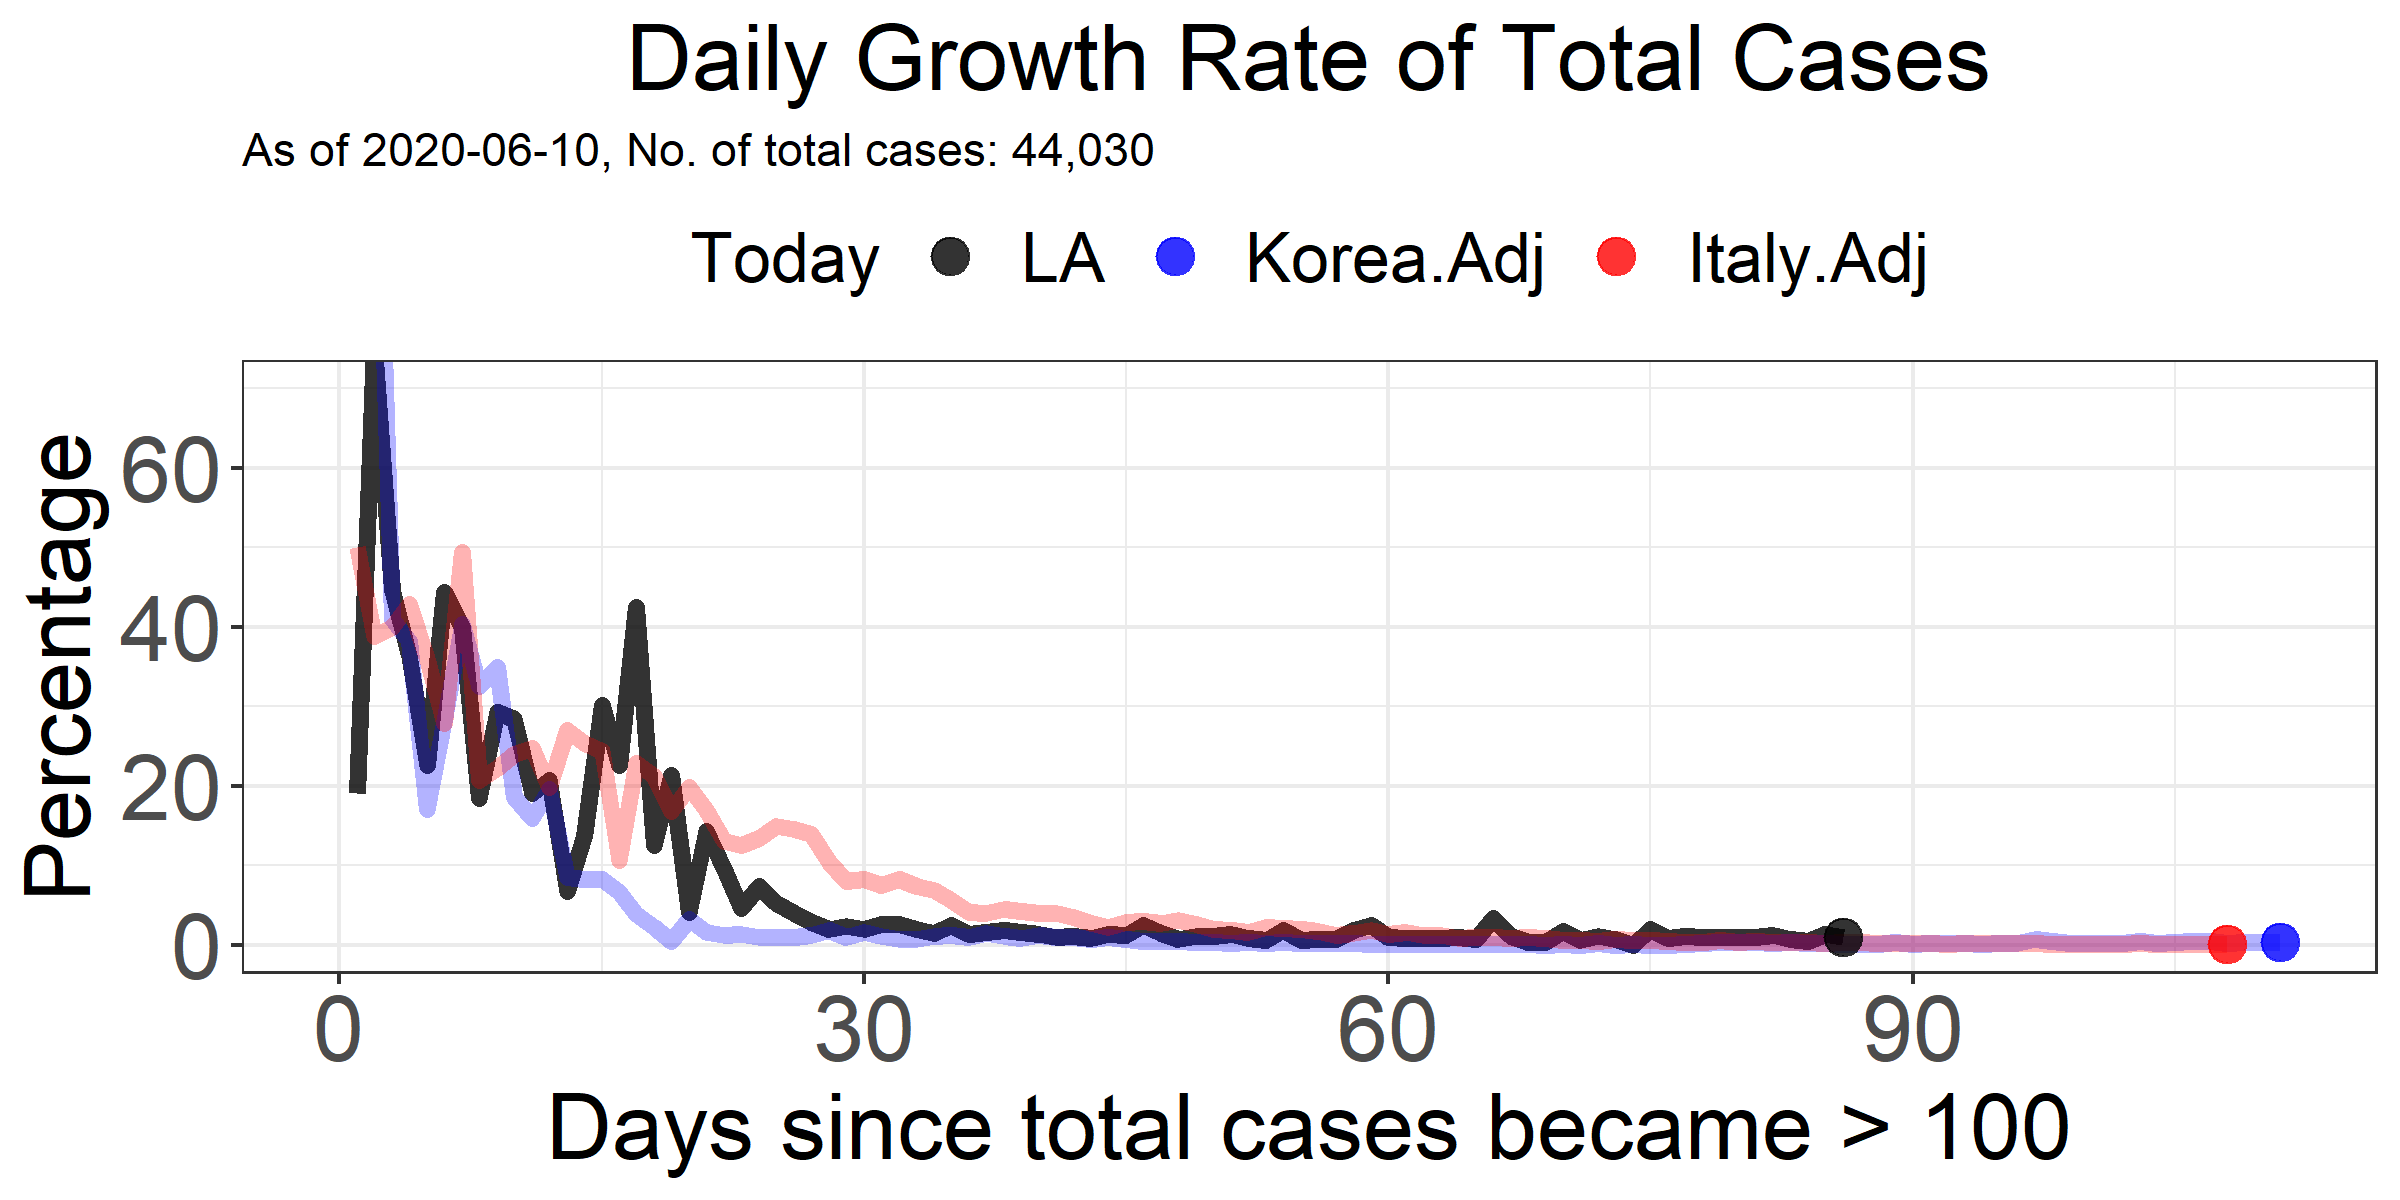 Daily Growth Rate of Total Cases
As of 2020-06-10, No. of total cases: 44,030
Today LA Korea.Adj Italy.Adj
Percentage
60
40
20
0
0 30 60 90
Days since total cases became > 100